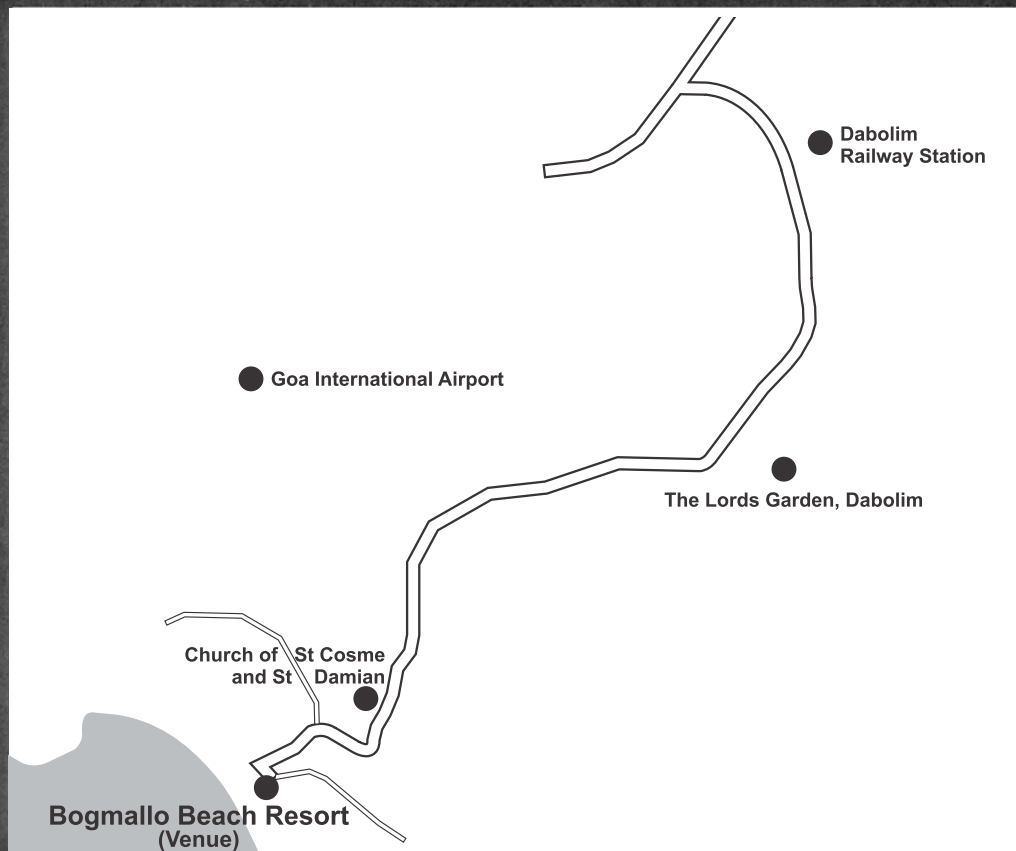 Dabolim
Railway Station
Goa International Airport
The Lords Garden, Dabolim
Church of St Cosme
and St Damian
Bogmallo Beach Resort
(Venue)